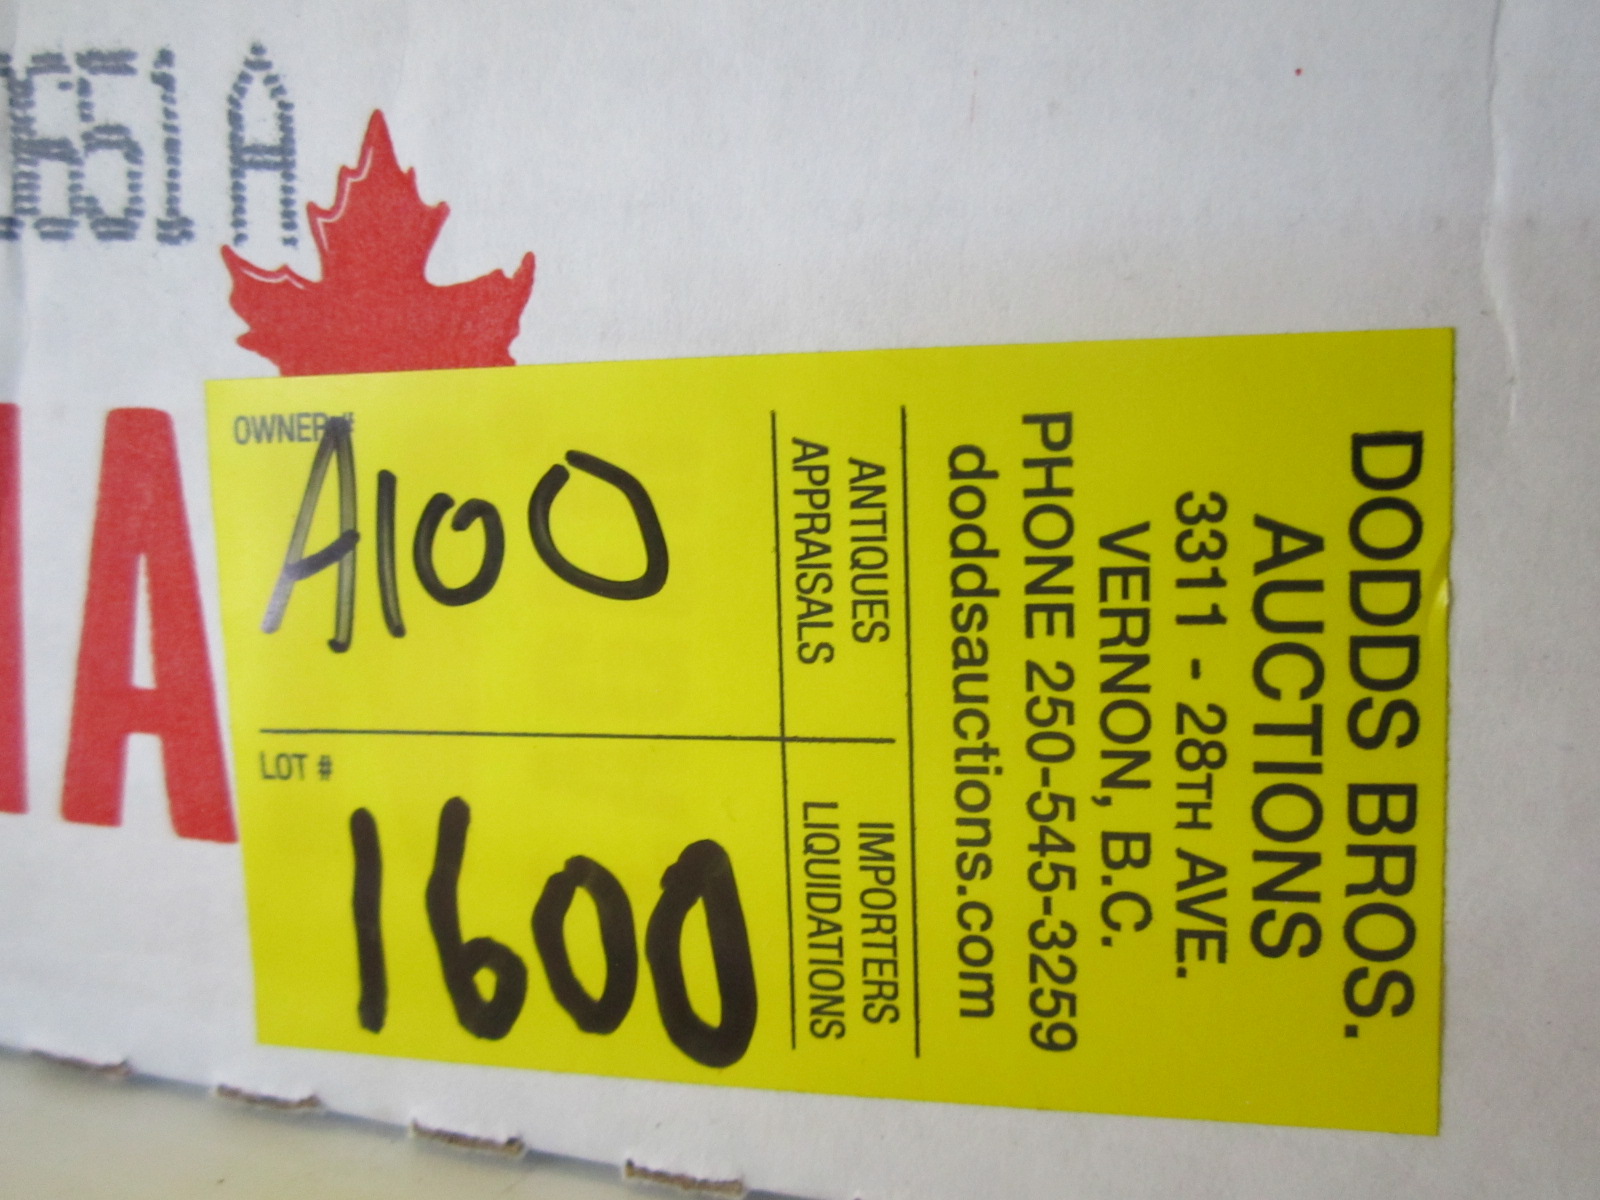 DODDS BROS.
AUCTIONS
3311 - 28TH AVE.
VERNON, B.C.
PHONE 250-545-3259
doddsauctions.com
ANTIQUES
APPRAISALS
IMPORTERS
LIQUIDATIONS
OWNER#
A100
LOT #
1600
651 A
A